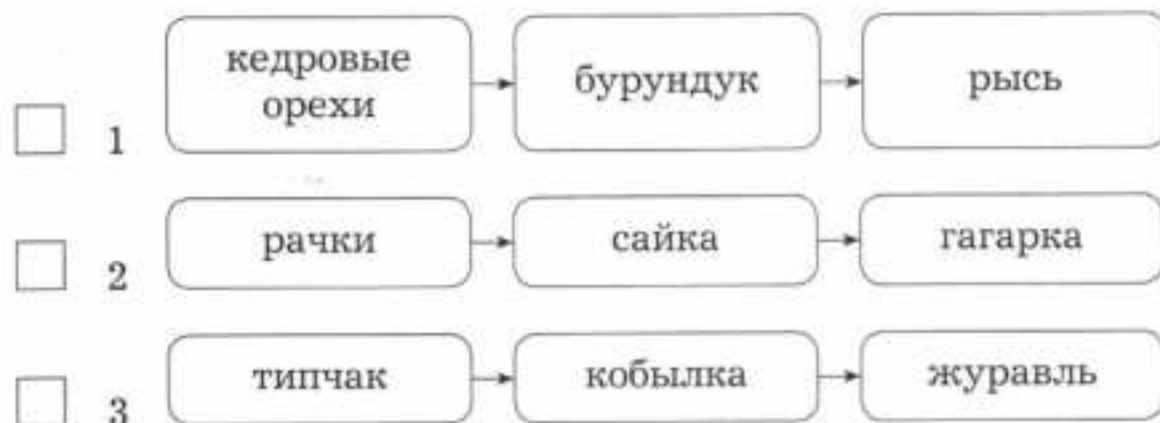 кедровые
орехи
бурундук
рысь
1
рачки
сайка
гагарка
2
типчак
кобылка
журавль
3